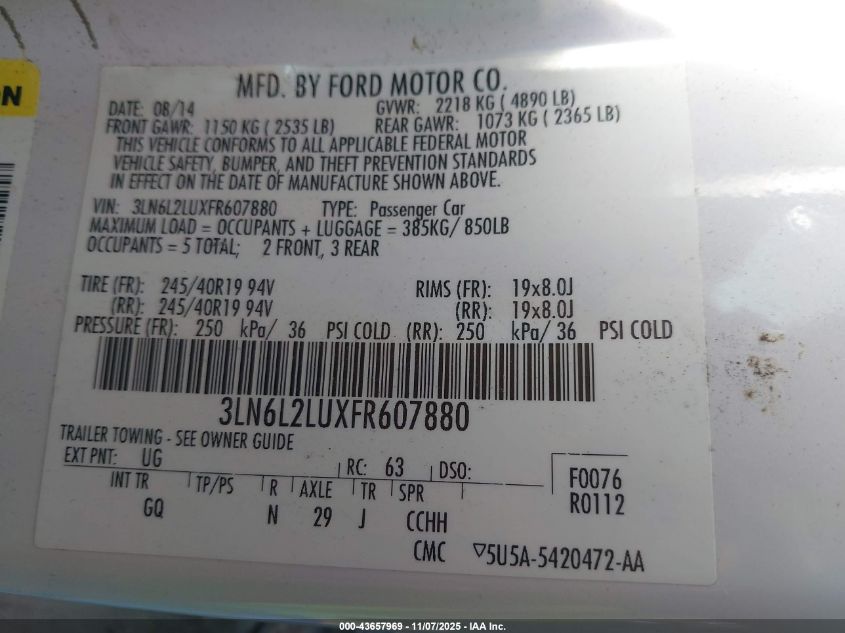 ON
MFD. BY FORD MOTOR CO.
DATE: 08/14 GVWR: 2218 KG ( 4890 LB)
FRONT GAWR: 1150 KG ( 2535 LB) REAR GAWR: 1073 KG ( 2365 LB)
THIS VEHICLE CONFORMS TO ALL APPLICABLE FEDERAL MOTOR
VEHICLE SAFETY, BUMPER, AND THEFT PREVENTION STANDARDS
IN EFFECT ON THE DATE OF MANUFACTURE SHOWN ABOVE.
VIN: 3LN6L2LUXFR607880 TYPE: Passenger Car
MAXIMUM LOAD = OCCUPANTS + LUGGAGE = 385KG/ 850LB
OCCUPANTS = 5 TOTAL; 2 FRONT, 3 REAR
TIRE (FR): 245/40R19 94V RIMS (FR): 19x8.0J
(RR): 245/40R19 94V (RR): 19x8.0J
PRESSURE (FR): 250 kPa/ 36 PSI COLD (RR): 250 kPa/ 36 PSI COLD
3LN6L2LUXFR607880
TRAILER TOWING - SEE OWNER GUIDE
EXT PNT: UG RC: 63 DSO: F0076
INT TR TP/PS R AXLE TR SPR R0112
GQ N 29 J CCHH
CMC ▽5U5A-5420472-AA
000-43657969 - 11/07/2025 - IAA Inc.